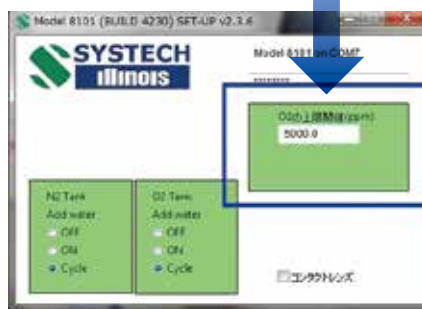 Model 8101 (BUILD 4230) SET-UP v2.3.6
SYSTECH
Illinois
Model 8101 on COM7
********
O2の上限閾値(ppm)
5000.0
N2 Tank
Add water
OFF
ON
Cycle
O2 Tank
Add water
OFF
ON
Cycle
コンタクトレンズ